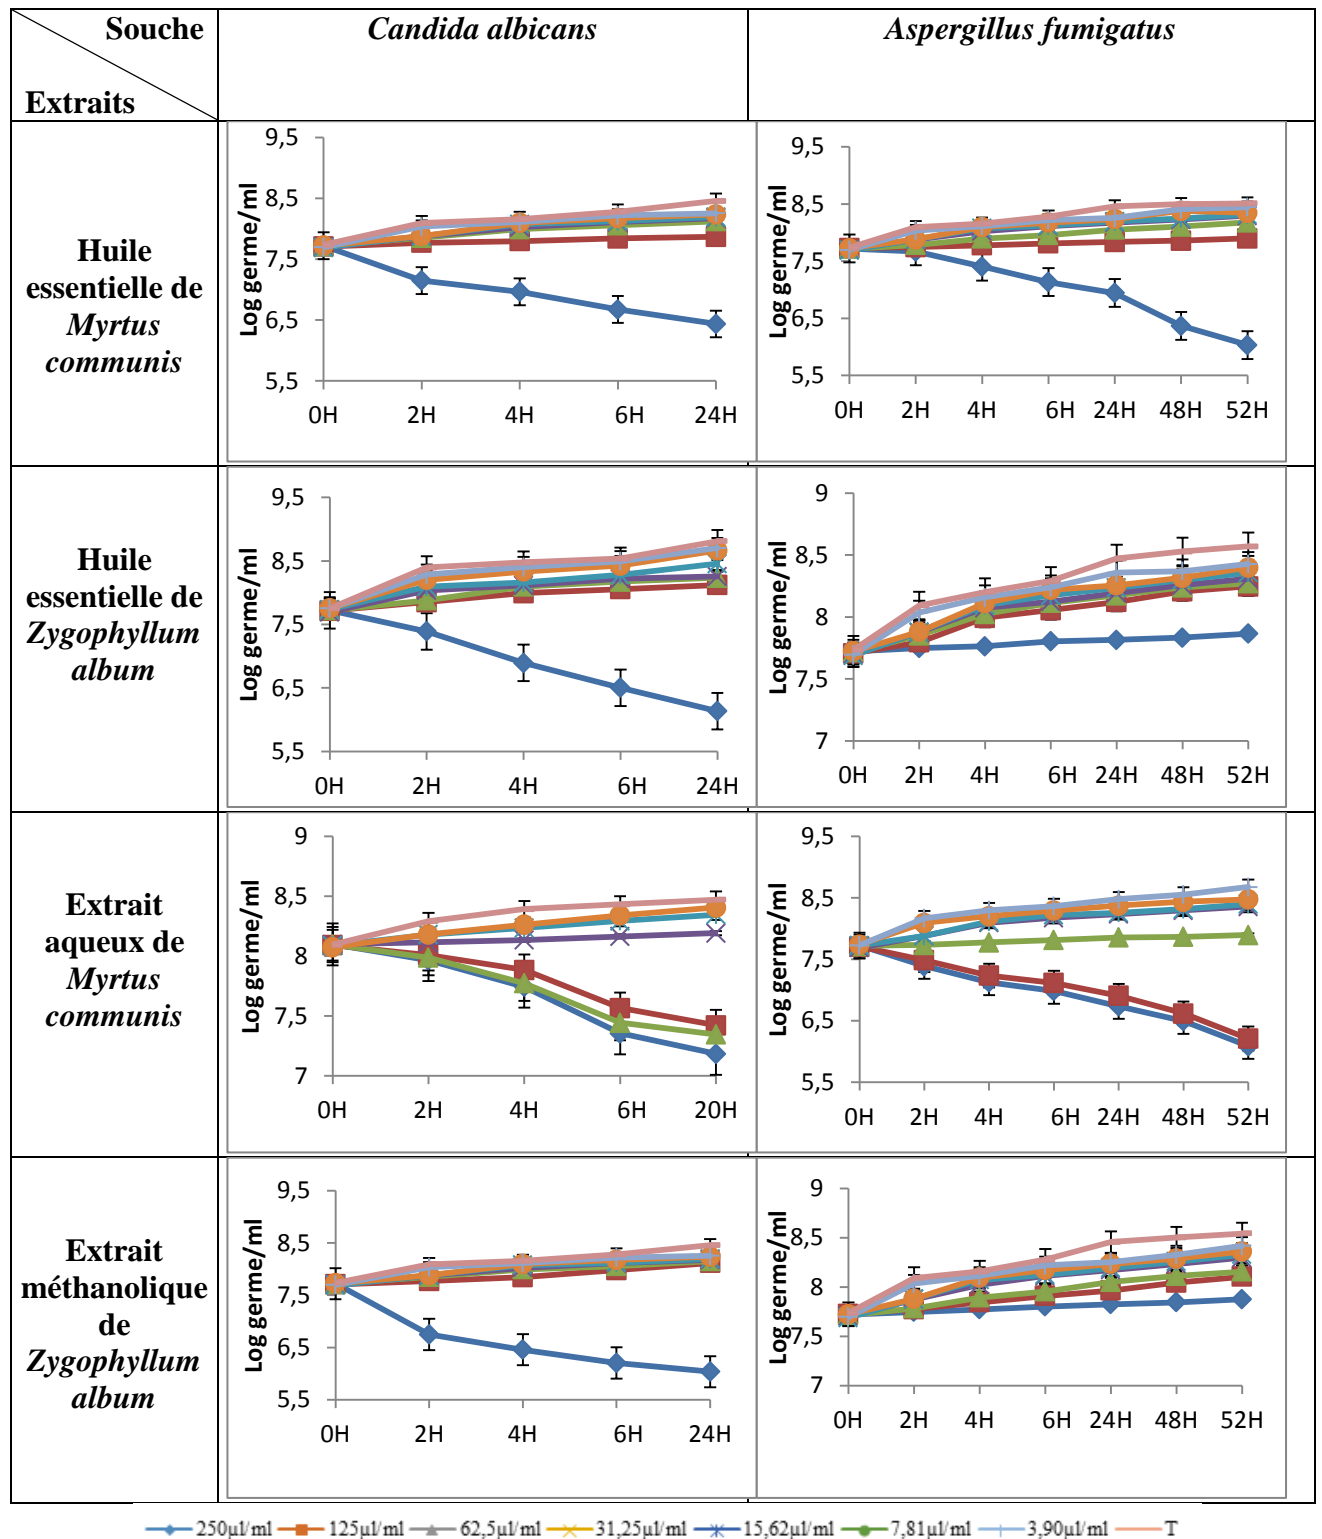 Souche
Extraits
Candida albicans
Aspergillus fumigatus
Huile
essentielle de
Myrtus
communis
Log germe/ml
9,5
8,5
7,5
6,5
5,5
0H 2H 4H 6H 24H
Log germe/ml
9,5
8,5
7,5
6,5
5,5
0H 2H 4H 6H 24H 48H 52H
Huile
essentielle de
Zygophyllum
album
Log germe/ml
9,5
8,5
7,5
6,5
5,5
0H 2H 4H 6H 24H
Log germe/ml
9
8,5
8
7,5
7
0H 2H 4H 6H 24H 48H 52H
Extrait
aqueux de
Myrtus
communis
Log germe/ml
9
8,5
8
7,5
7
0H 2H 4H 6H 20H
Log germe/ml
9,5
8,5
7,5
6,5
5,5
0H 2H 4H 6H 24H 48H 52H
Extrait
méthanolique
de
Zygophyllum
album
Log germe/ml
9,5
8,5
7,5
6,5
5,5
0H 2H 4H 6H 24H
Log germe/ml
9
8,5
8
7,5
7
0H 2H 4H 6H 24H 48H 52H
250µl/ml 125µl/ml 62,5µl/ml 31,25µl/ml 15,62µl/ml 7,81µl/ml 3,90µl/ml T